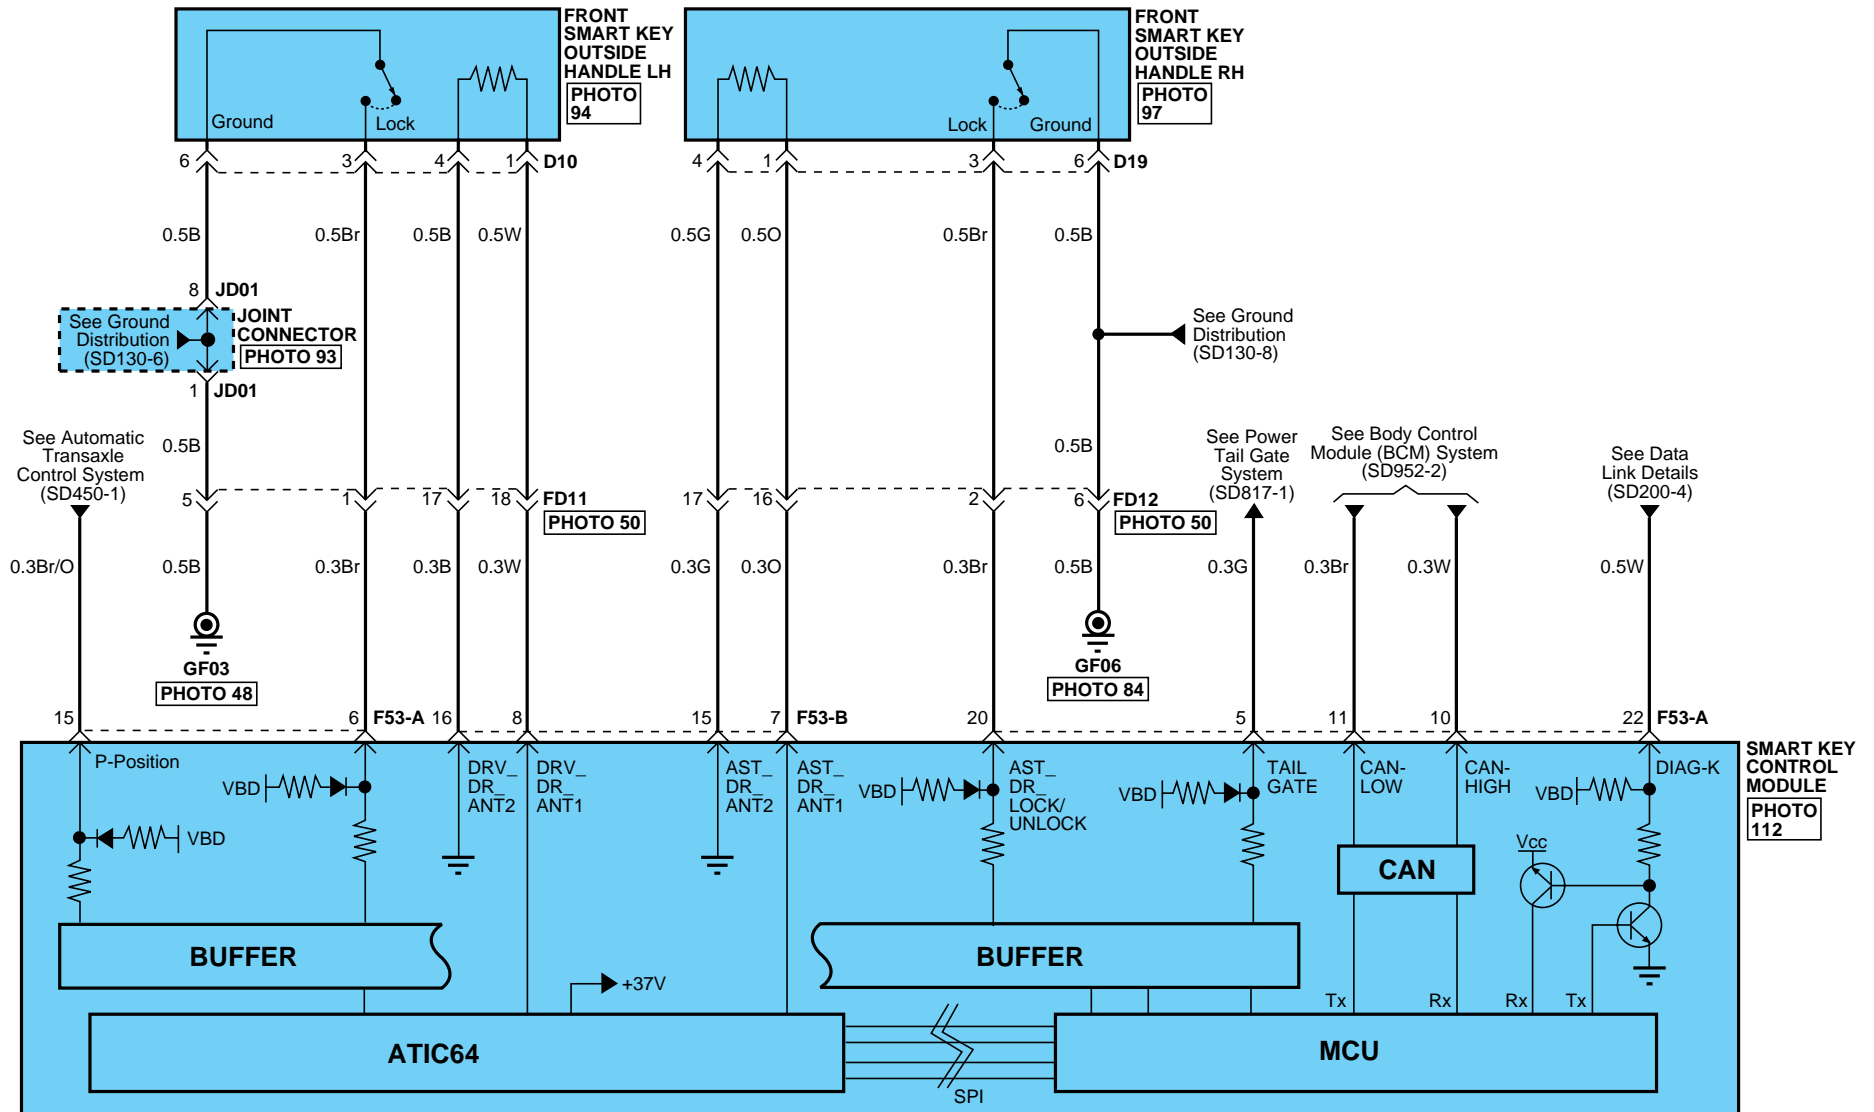 FRONT
SMART KEY
OUTSIDE
HANDLE LH
PHOTO
94
FRONT
SMART KEY
OUTSIDE
HANDLE RH
PHOTO
97
Ground
Lock
Lock
Ground
6
3
4
1
D10
4
1
3
6
D19
0.5B
0.5Br
0.5B
0.5W
0.5G
0.5O
0.5Br
0.5B
8
JD01
See Ground
Distribution
(SD130-6)
JOINT
CONNECTOR
PHOTO 93
1
JD01
See Ground
Distribution
(SD130-8)
See Automatic
Transaxle
Control System
(SD450-1)
0.5B
0.5B
See Power
Tail Gate
System
(SD817-1)
See Body Control
Module (BCM) System
(SD952-2)
See Data
Link Details
(SD200-4)
5
1
17
18
FD11
PHOTO 50
17
16
2
6
FD12
PHOTO 50
0.3Br/O
0.5B
0.3Br
0.3B
0.3W
0.3G
0.3O
0.3Br
0.5B
0.3G
0.3Br
0.3W
0.5W
GF03
PHOTO 48
GF06
PHOTO 84
15
6
F53-A
16
8
15
7
F53-B
20
5
11
10
22
F53-A
SMART KEY
CONTROL
MODULE
PHOTO
112
P-Position
VBD
VBD
DRV_
DR_
ANT2
DRV_
DR_
ANT1
AST_
DR_
ANT2
AST_
DR_
ANT1
VBD
AST_
DR_
LOCK/
UNLOCK
VBD
TAIL
GATE
CAN-
LOW
CAN-
HIGH
VBD
DIAG-K
CAN
Vcc
BUFFER
BUFFER
+37V
Tx
Rx
Rx
Tx
ATIC64
MCU
SPI